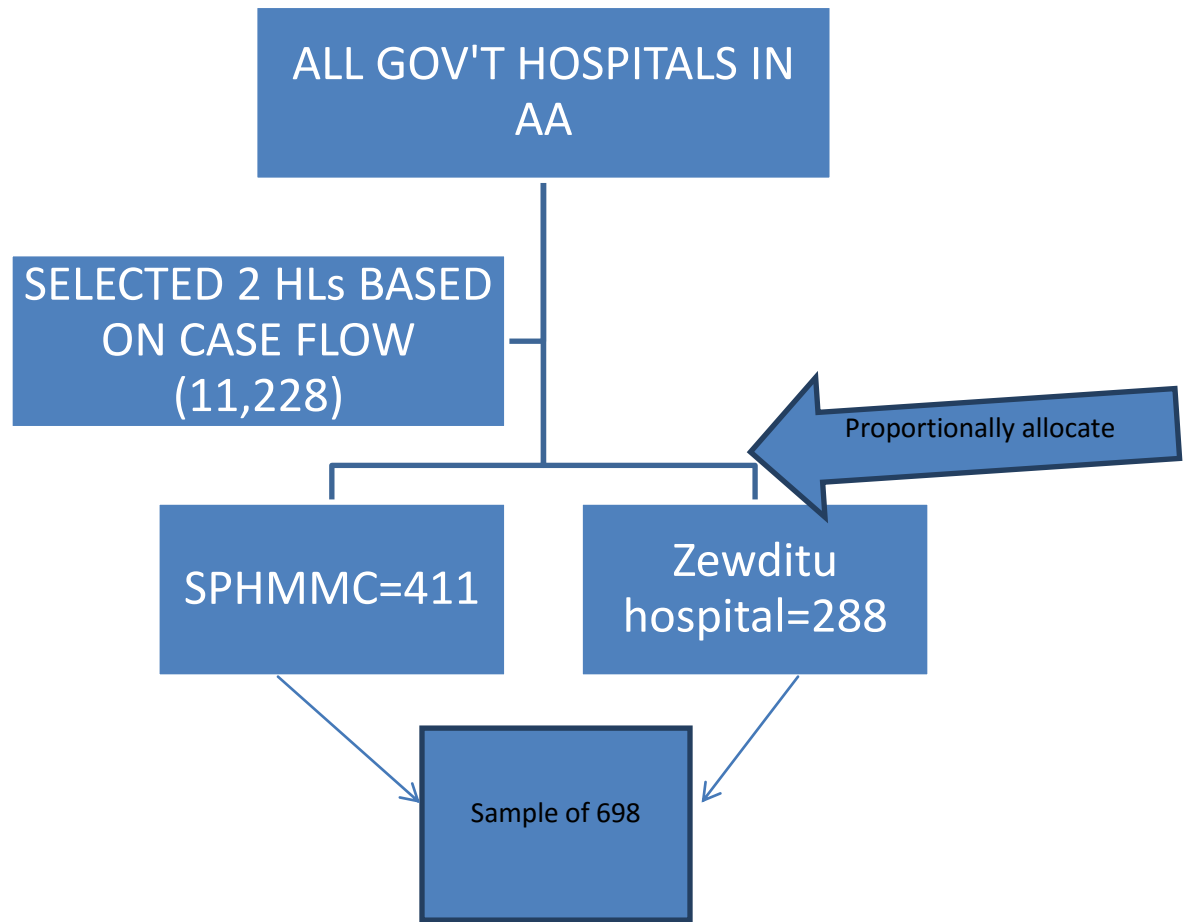 ALL GOV'T HOSPITALS IN
AA
SELECTED 2 HLs BASED
ON CASE FLOW
(11,228)
Proportionally allocate
SPHMMC=411
Zewditu
hospital=288
Sample of 698